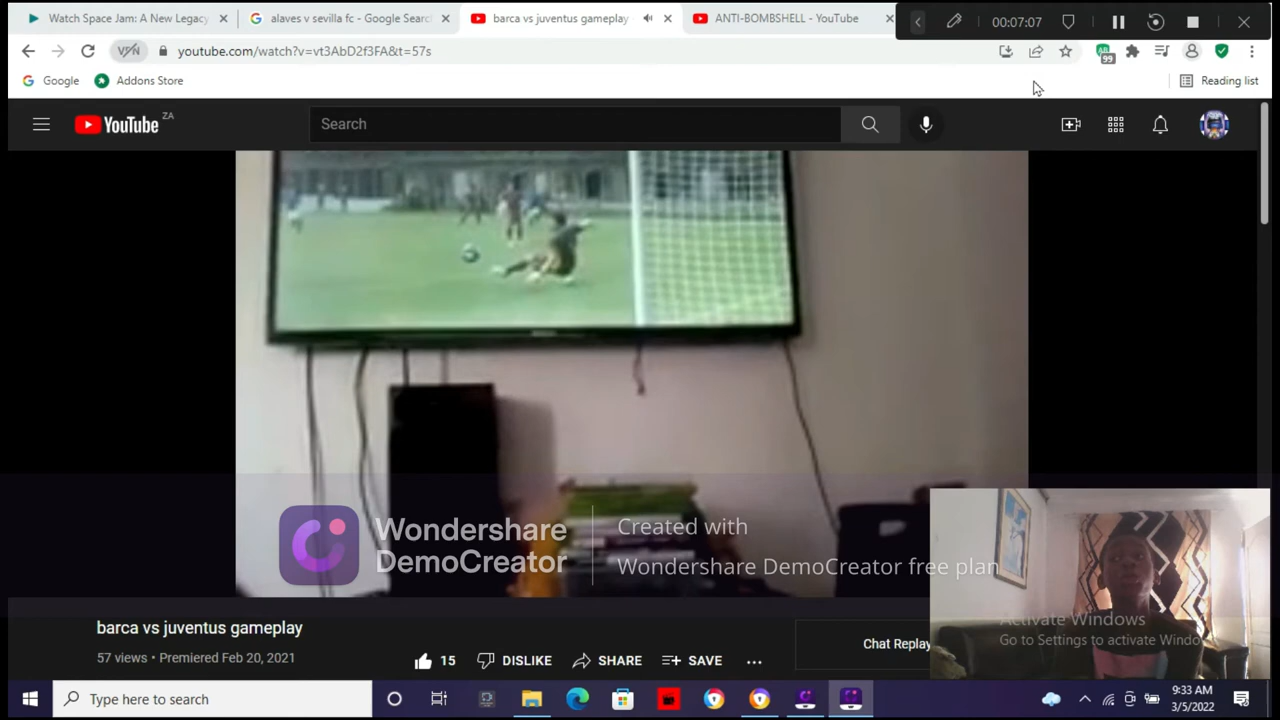 Watch Space Jam: A New Legacy
alaves v sevilla fc - Google Searc
barca vs juventus gameplay
ANTI-BOMBSHELL - YouTube
00:07:07
VPN
youtube.com/watch?v=vt3AbD2f3FA&t=57s
99
Google
Addons Store
Reading list
YouTube ZA
Search
Wondershare
DemoCreator
Created with
Wondershare DemoCreator free plan
barca vs juventus gameplay
57 views • Premiered Feb 20, 2021
15
DISLIKE
SHARE
SAVE
Chat Replay
Activate Windows
Go to Settings to activate Windo
Type here to search
9:33 AM
3/5/2022